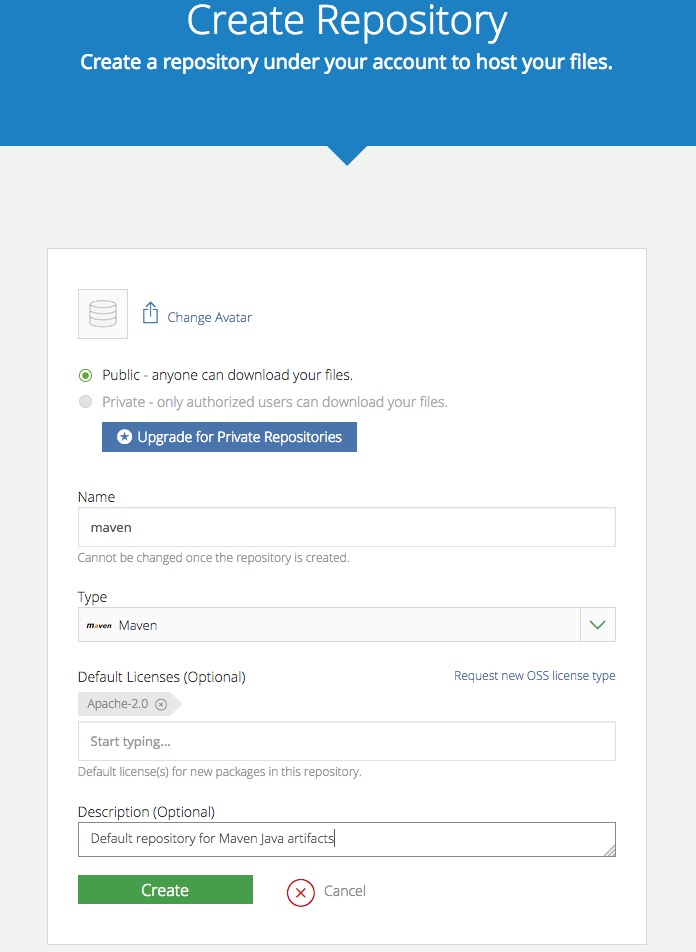 Create Repository
Create a repository under your account to host your files.
Change Avatar
Public - anyone can download your files.
Private - only authorized users can download your files.
Upgrade for Private Repositories
Name
maven
Cannot be changed once the repository is created.
Type
maven Maven
Default Licenses (Optional) Request new OSS license type
Apache-2.0
Start typing...
Default license(s) for new packages in this repository.
Description (Optional)
Default repository for Maven Java artifacts
Create Cancel